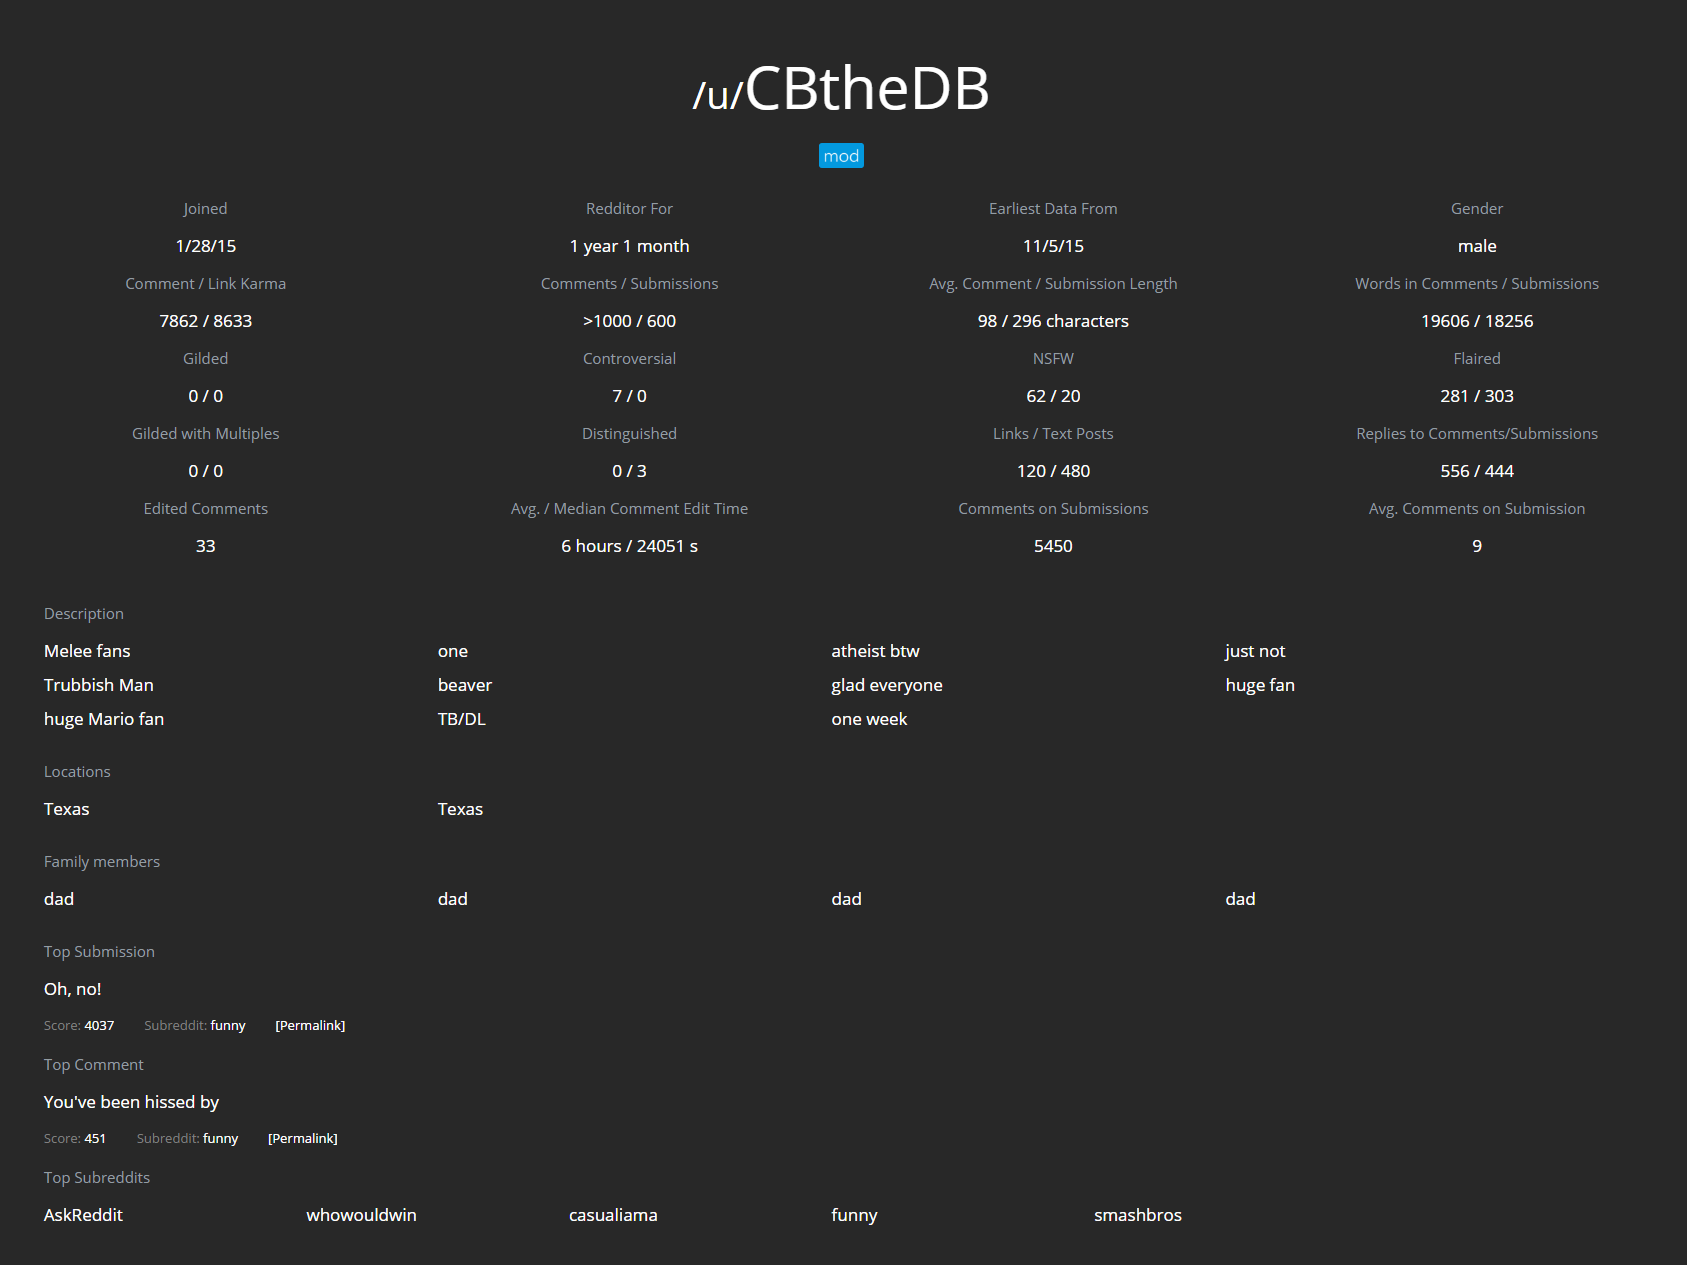 /u/CBtheDB
mod
Joined Redditor For Earliest Data From Gender
1/28/15 1 year 1 month 11/5/15 male
Comment / Link Karma Comments / Submissions Avg. Comment / Submission Length Words in Comments / Submissions
7862 / 8633 >1000 / 600 98 / 296 characters 19606 / 18256
Gilded Controversial NSFW Flaired
0 / 0 7 / 0 62 / 20 281 / 303
Gilded with Multiples Distinguished Links / Text Posts Replies to Comments/Submissions
0 / 0 0 / 3 120 / 480 556 / 444
Edited Comments Avg. / Median Comment Edit Time Comments on Submissions Avg. Comments on Submission
33 6 hours / 24051 s 5450 9
Description
Melee fans one atheist btw just not
Trubbish Man beaver glad everyone huge fan
huge Mario fan TB/DL one week
Locations
Texas Texas
Family members
dad dad dad dad
Top Submission
Oh, no!
Score: 4037 Subreddit: funny [Permalink]
Top Comment
You've been hissed by
Score: 451 Subreddit: funny [Permalink]
Top Subreddits
AskReddit whowouldwin casualiama funny smashbros